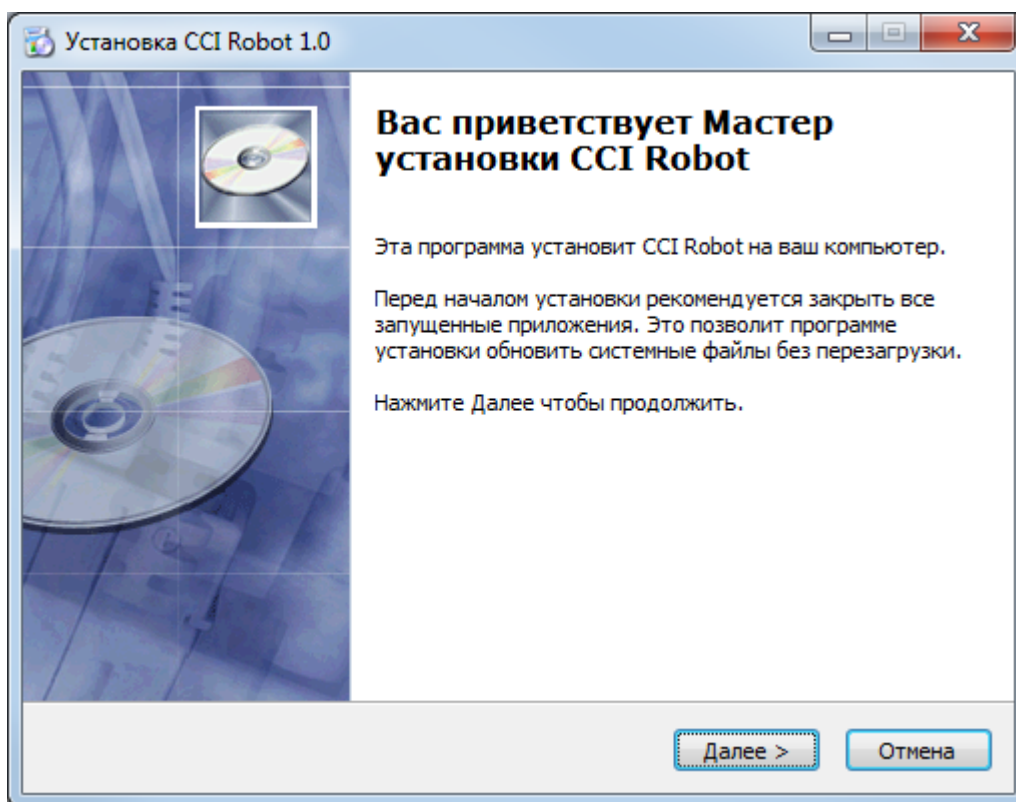 Установка CCI Robot 1.0
Вас приветствует Мастер
установки CCI Robot
Эта программа установит CCI Robot на ваш компьютер.
Перед началом установки рекомендуется закрыть все
запущенные приложения. Это позволит программе
установки обновить системные файлы без перезагрузки.
Нажмите Далее чтобы продолжить.
Далее >
Отмена